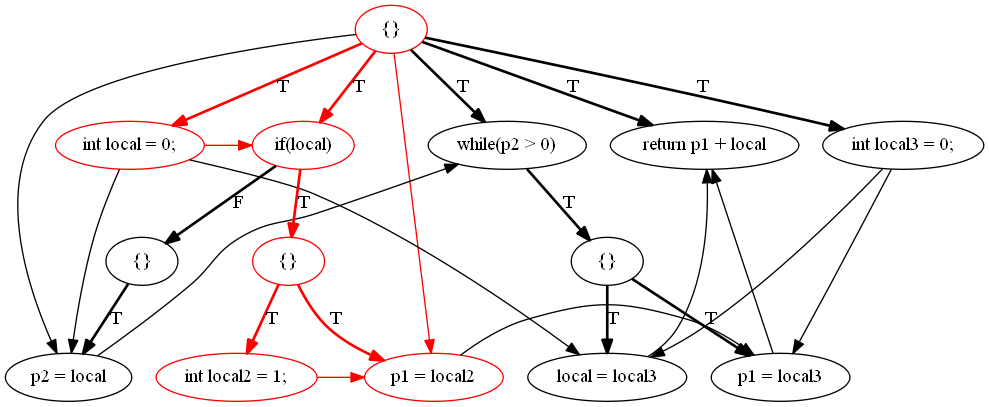 {}
T
T
T
T
T
int local = 0;
if(local)
while(p2 > 0)
return p1 + local
int local3 = 0;
F
T
T
{}
{}
{}
T
T
T
T
T
p2 = local
int local2 = 1;
p1 = local2
local = local3
p1 = local3